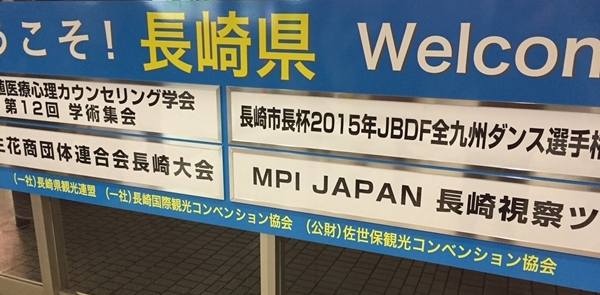 うこそ! 長崎県 Welcom
殖医療心理カウンセリング学会
第12回 学術集会
長崎市長杯2015年JBDF全九州ダンス選手権
生花商団体連合会長崎大会
MPI JAPAN 長崎視察ツ
(一社)長崎県観光連盟 (一社)長崎国際観光コンベンション協会 (公財)佐世保観光コンベンション協会